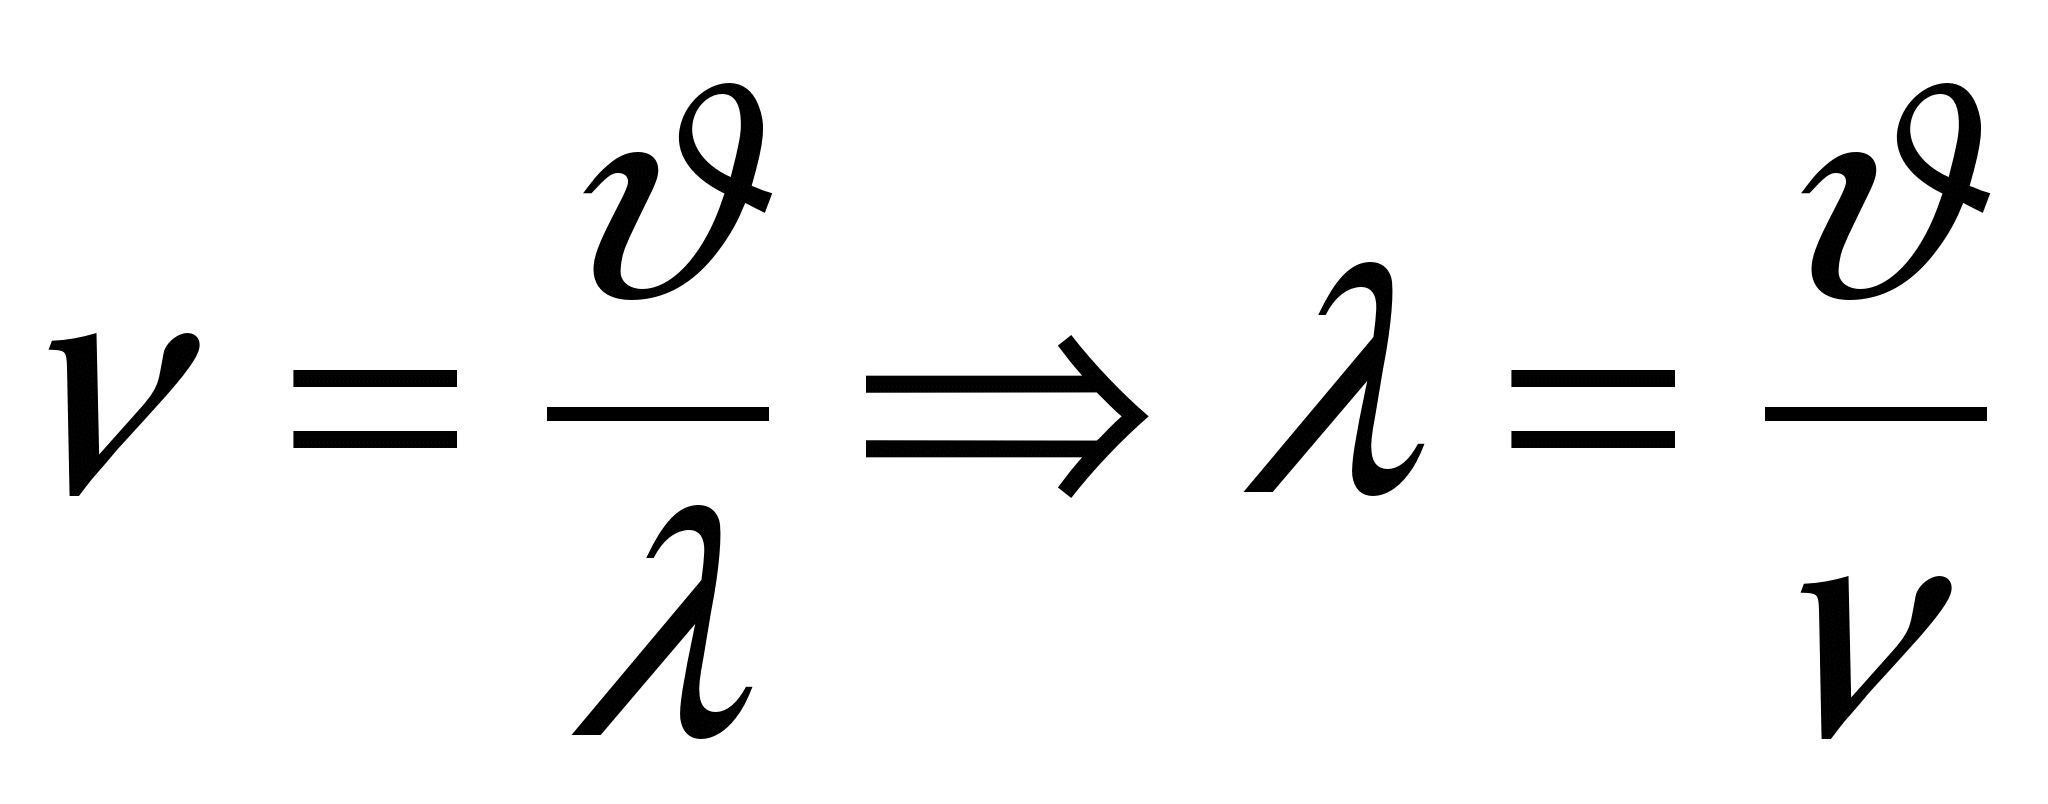 ν = ϑ/λ ⇒ λ = ϑ/ν